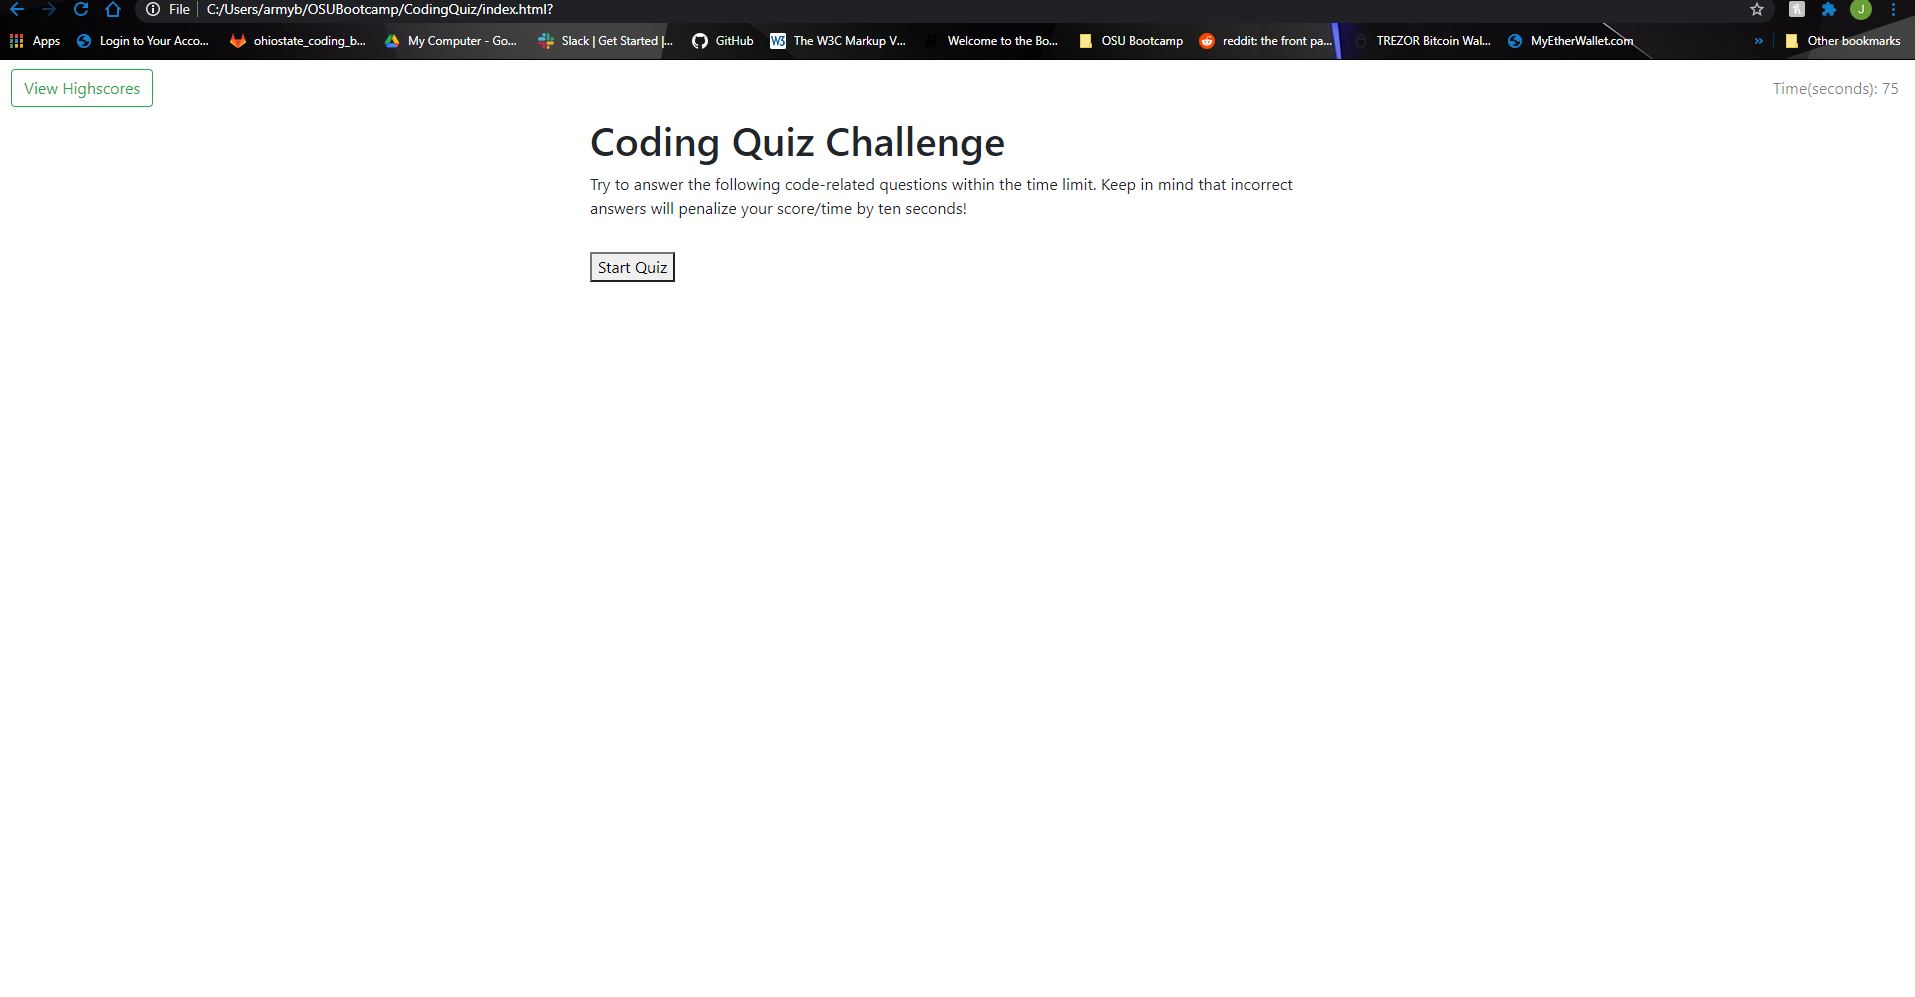 File C:/Users/armyb/OSUBootcamp/CodingQuiz/index.html? J
Apps Login to Your Acco... ohiostate_coding_b... My Computer - Go... Slack | Get Started |... GitHub W3 The W3C Markup V... Welcome to the Bo... OSU Bootcamp reddit: the front pa... TREZOR Bitcoin Wal... MyEtherWallet.com » Other bookmarks
View Highscores Time(seconds): 75
Coding Quiz Challenge
Try to answer the following code-related questions within the time limit. Keep in mind that incorrect
answers will penalize your score/time by ten seconds!
Start Quiz